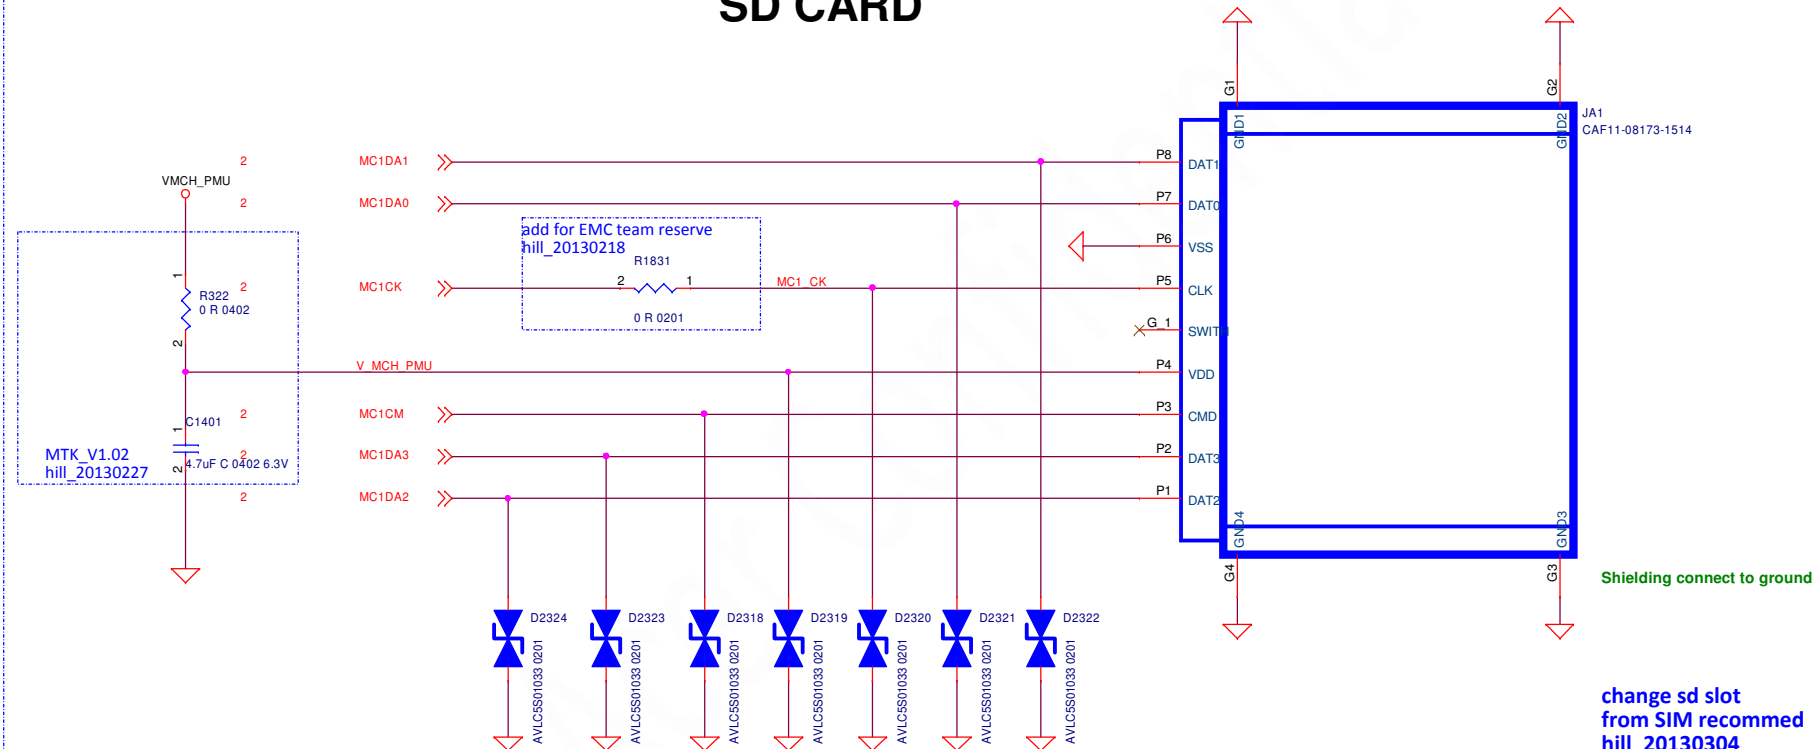 SD CARD
G1
G2
GND1
GND2
JA1
CAF11-08173-1514
2
MC1DA1
P8
DAT1
VMCH_PMU
2
MC1DA0
P7
DAT0
add for EMC team reserve
hill_20130218
P6
VSS
R1831
1
R322
0 R 0402
2
2
MC1CK
2
1
MC1_CK
P5
CLK
0 R 0201
G_1
SWITH
V_MCH_PMU
P4
VDD
C1401
1
2
4.7uF C 0402 6.3V
2
MC1CM
P3
CMD
MTK_V1.02
hill_20130227
2
MC1DA3
P2
DAT3
2
MC1DA2
P1
DAT2
GND4
GND3
G4
G3
Shielding connect to ground
D2324
D2323
D2318
D2319
D2320
D2321
D2322
AVLC5S01033 0201
AVLC5S01033 0201
AVLC5S01033 0201
AVLC5S01033 0201
AVLC5S01033 0201
AVLC5S01033 0201
AVLC5S01033 0201
change sd slot
from SIM recommed
hill_20130304